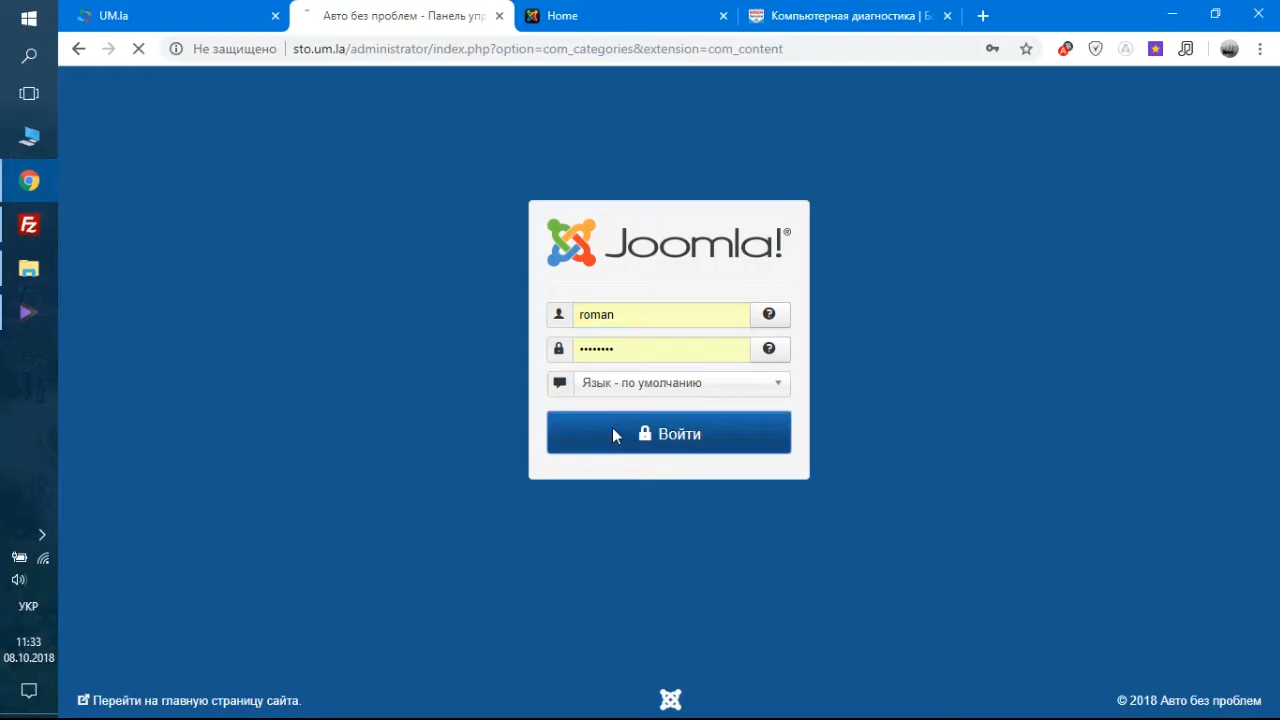 UM.la
Авто без проблем - Панель упр
Home
Компьютерная диагностика | Бо
Не защищено
sto.um.la/administrator/index.php?option=com_categories&extension=com_content
Joomla!®
roman
••••••••
Язык - по умолчанию
Войти
УКР
11:33
08.10.2018
Перейти на главную страницу сайта.
© 2018 Авто без проблем